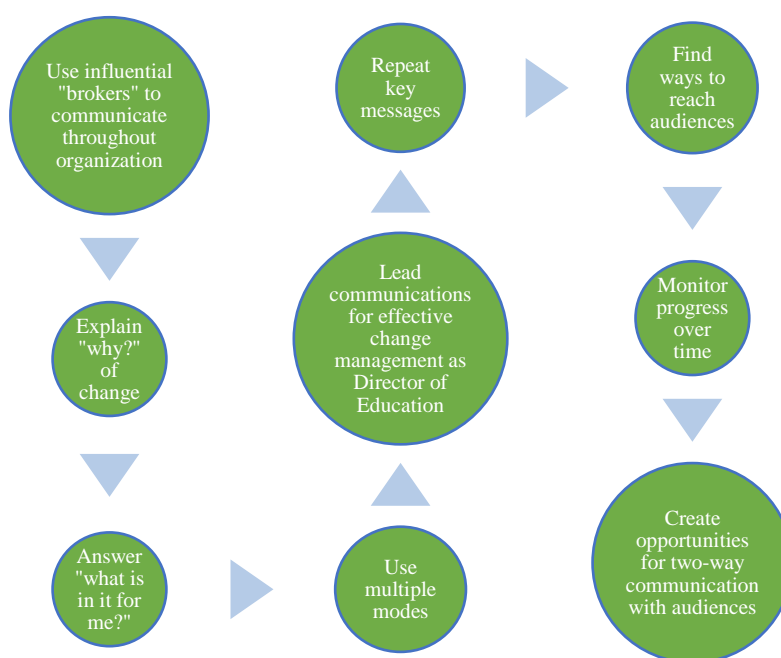 Use influential
"brokers" to
communicate
throughout
organization
Explain
"why?" of
change
Answer
"what is
in it for
me?"
Use
multiple
modes
Lead
communications
for effective
change
management as
Director of
Education
Repeat
key
messages
Find
ways to
reach
audiences
Monitor
progress
over
time
Create
opportunities
for two-way
communication
with audiences